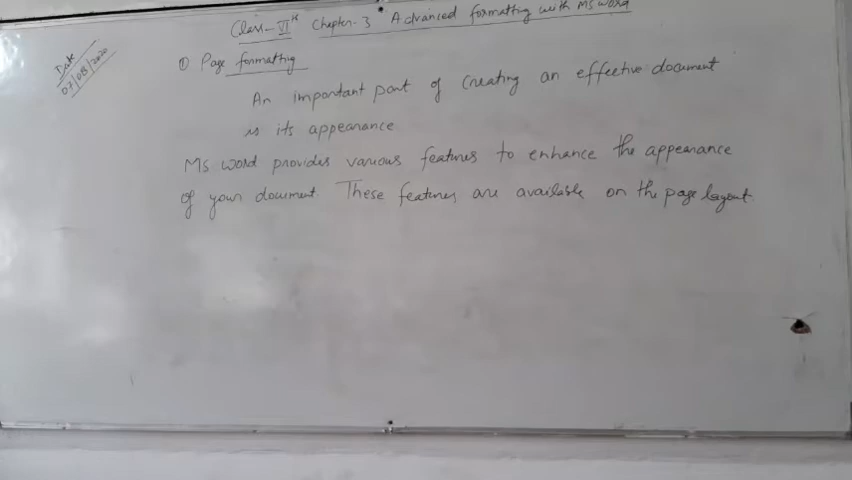 Class-VIth Chapter-3 Advanced formatting with MS word
Date
07/08/2020
① Page formatting
An important part of creating an effective document
is its appearance
MS word provides various features to enhance the appearance
of your document. These features are available on the page layout.